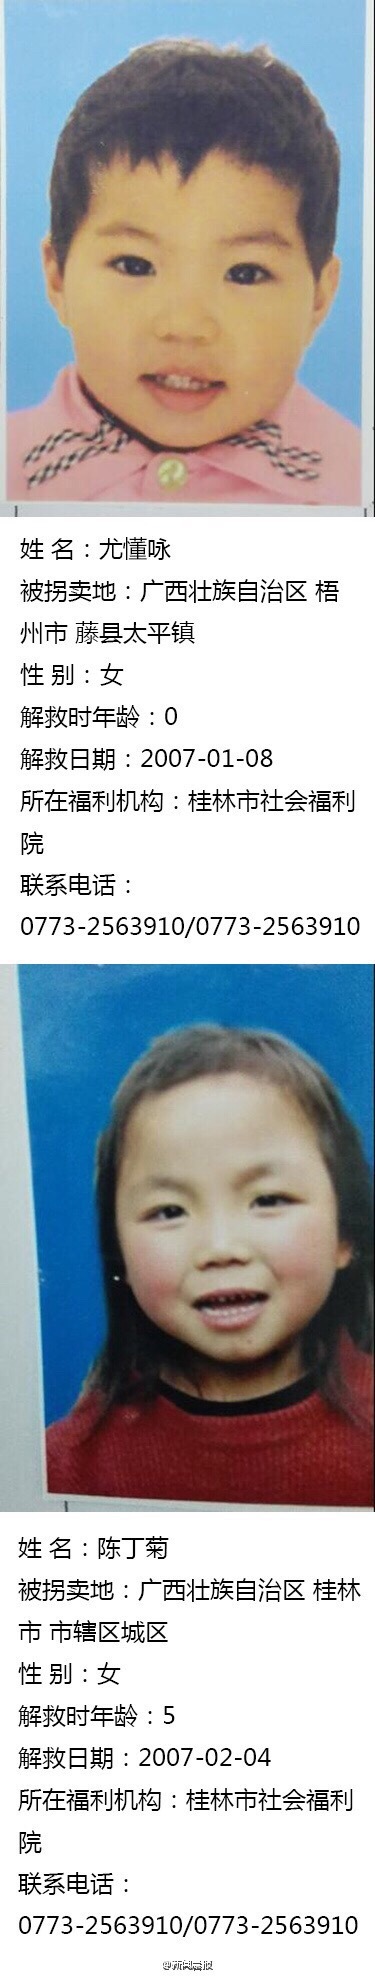 姓 名：尤懂咏
被拐卖地：广西壮族自治区 梧
州市 藤县太平镇
性 别：女
解救时年龄：0
解救日期：2007-01-08
所在福利机构：桂林市社会福利
院
联系电话：
0773-2563910/0773-2563910
姓 名：陈丁菊
被拐卖地：广西壮族自治区 桂林
市 市辖区城区
性 别：女
解救时年龄：5
解救日期：2007-02-04
所在福利机构：桂林市社会福利
院
联系电话：
0773-2563910/0773-2563910
@新闻晨报